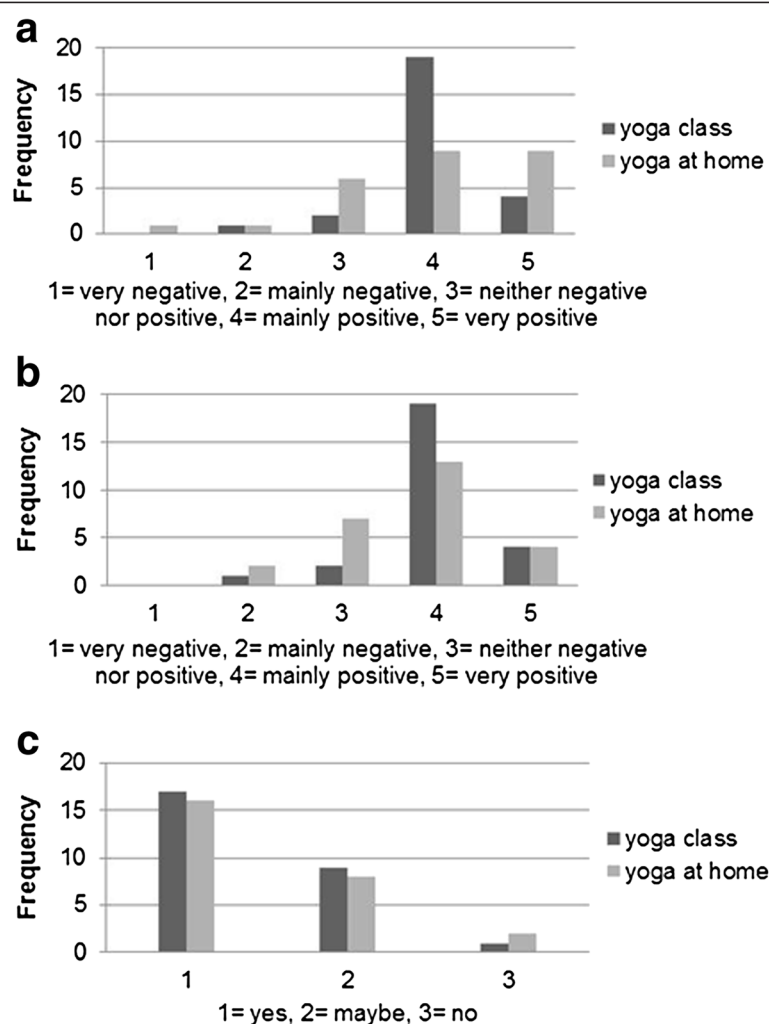 a
20
15
10
5
0
Frequency
1 2 3 4 5
yoga class
yoga at home
1= very negative, 2= mainly negative, 3= neither negative
nor positive, 4= mainly positive, 5= very positive
b
20
15
10
5
0
Frequency
1 2 3 4 5
yoga class
yoga at home
1= very negative, 2= mainly negative, 3= neither negative
nor positive, 4= mainly positive, 5= very positive
c
20
15
10
5
0
Frequency
1 2 3
yoga class
yoga at home
1= yes, 2= maybe, 3= no